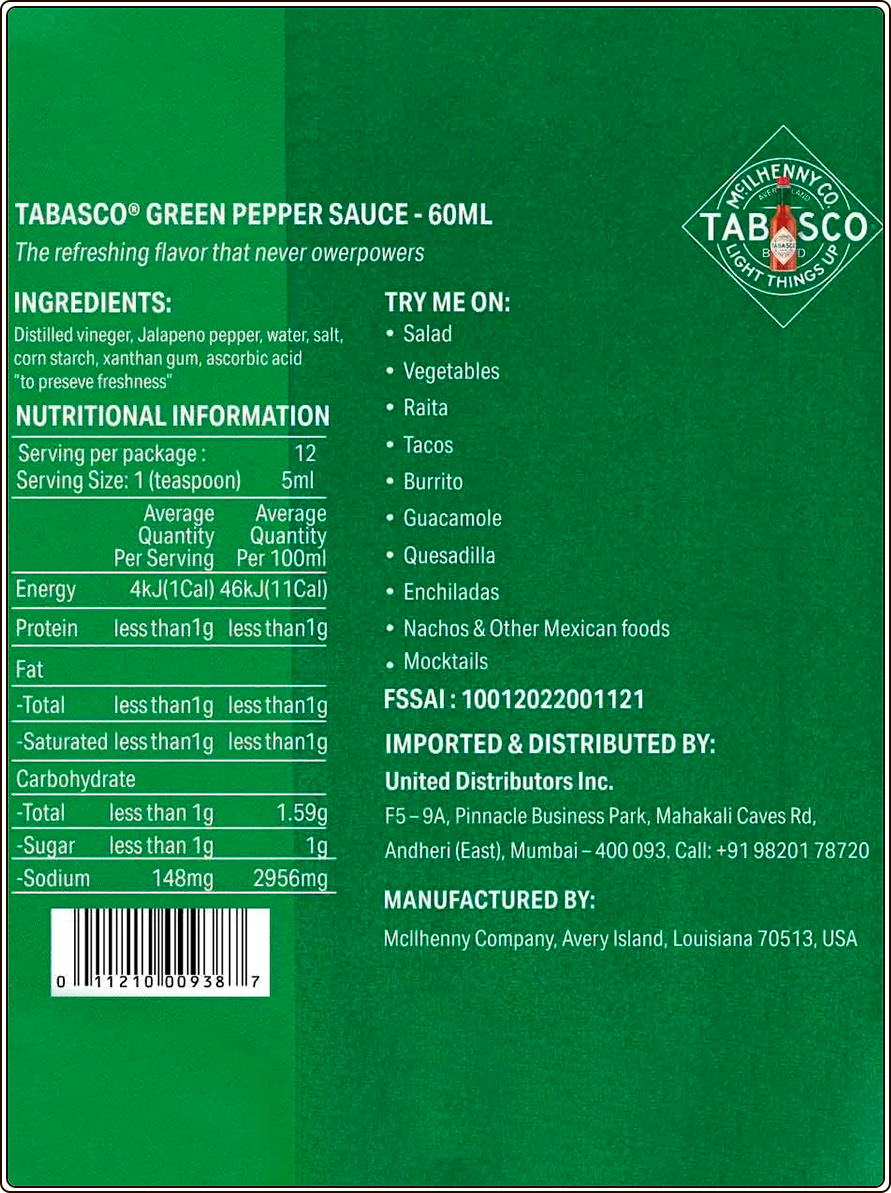 McILHENNY CO.
TABASCO
LIGHT THINGS UP
TABASCO® GREEN PEPPER SAUCE - 60ML
The refreshing flavor that never owerpowers
INGREDIENTS:
Distilled vineger, Jalapeno pepper, water, salt,
corn starch, xanthan gum, ascorbic acid
"to preseve freshness"
NUTRITIONAL INFORMATION
Serving per package : 12
Serving Size: 1 (teaspoon) 5ml
Average Average
Quantity Quantity
Per Serving Per 100ml
Energy 4kJ(1Cal) 46kJ(11Cal)
Protein less than1g less than1g
Fat
-Total less than1g less than1g
-Saturated less than1g less than1g
Carbohydrate
-Total less than 1g 1.59g
-Sugar less than 1g 1g
-Sodium 148mg 2956mg
0 11210 00938 7
TRY ME ON:
• Salad
• Vegetables
• Raita
• Tacos
• Burrito
• Guacamole
• Quesadilla
• Enchiladas
• Nachos & Other Mexican foods
• Mocktails
FSSAI : 10012022001121
IMPORTED & DISTRIBUTED BY:
United Distributors Inc.
F5 – 9A, Pinnacle Business Park, Mahakali Caves Rd,
Andheri (East), Mumbai – 400 093. Call: +91 98201 78720
MANUFACTURED BY:
McIlhenny Company, Avery Island, Louisiana 70513, USA